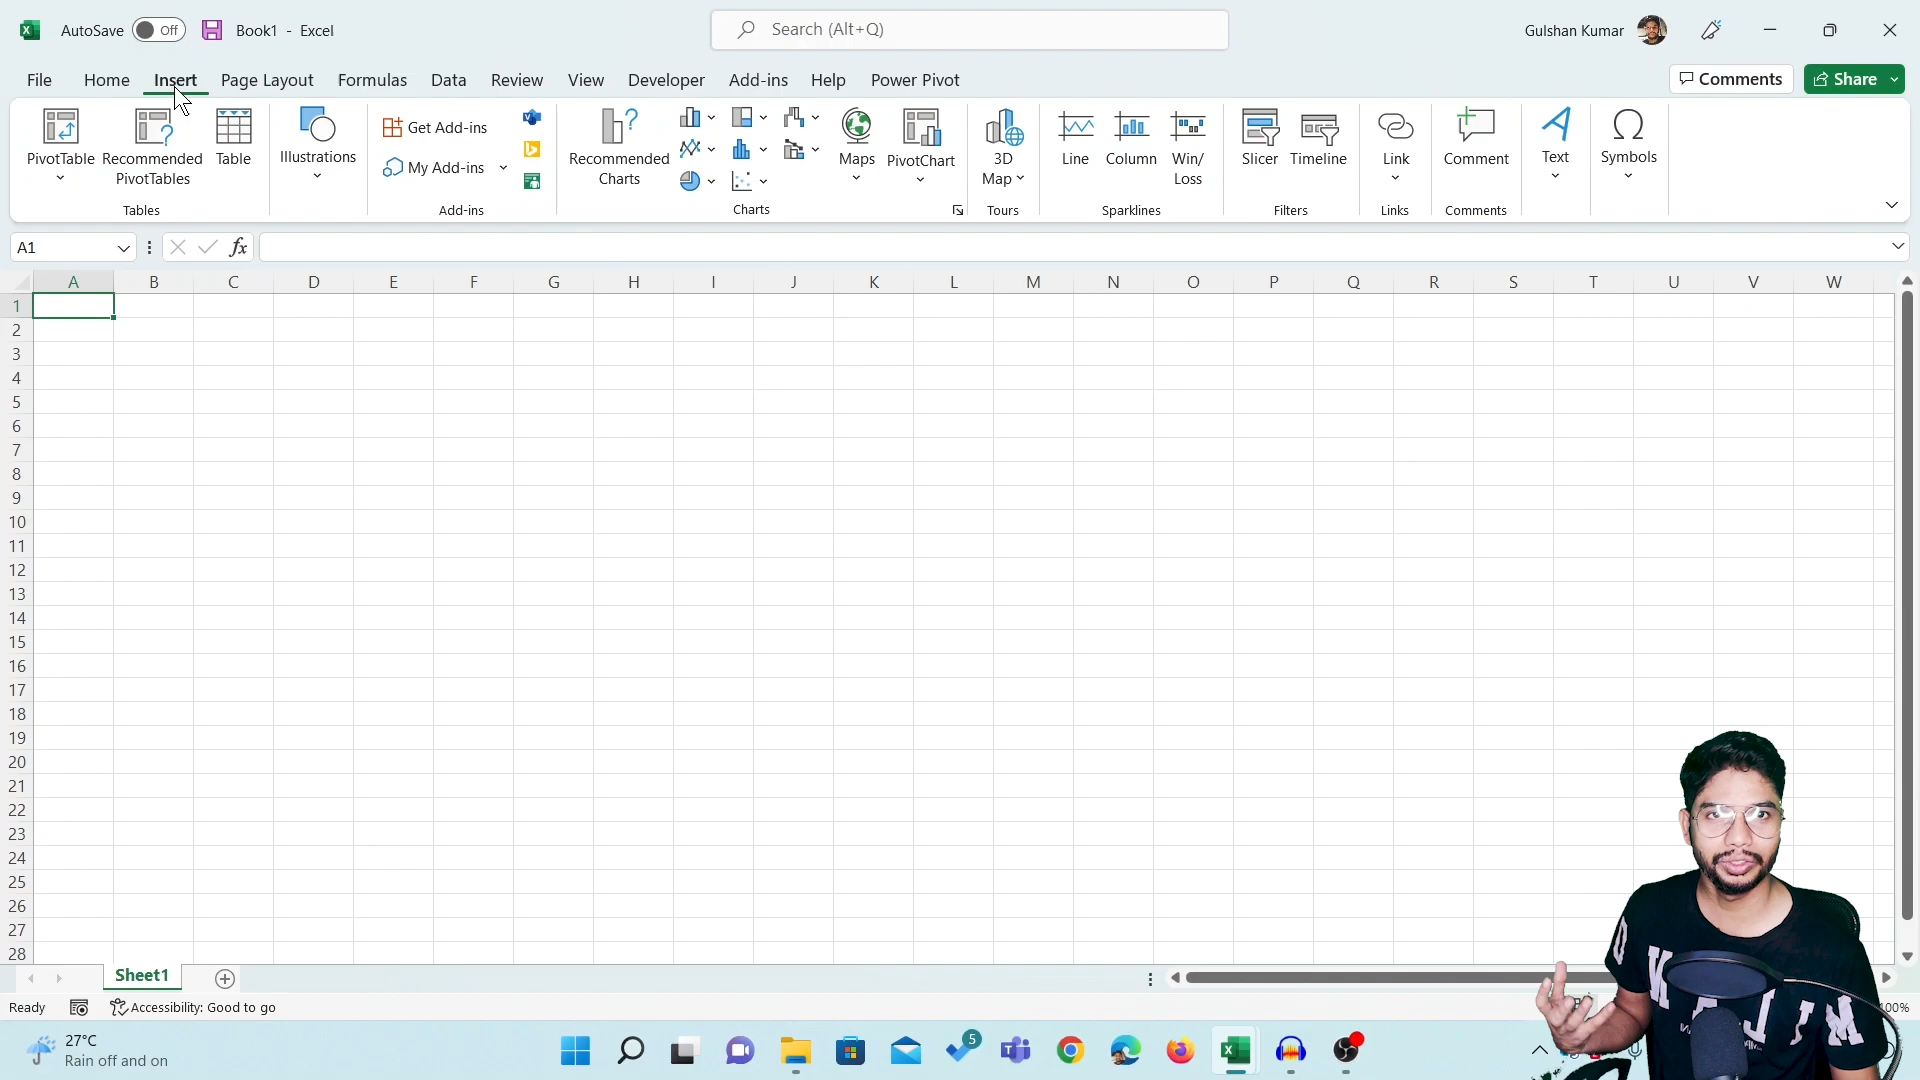 AutoSave Off Book1 - Excel Search (Alt+Q) Gulshan Kumar
File Home Insert Page Layout Formulas Data Review View Developer Add-ins Help Power Pivot Comments Share
PivotTable
Recommended
PivotTables
Table
Tables
Illustrations
Get Add-ins
My Add-ins
Add-ins
Recommended
Charts
Maps
PivotChart
Charts
3D
Map
Tours
Line
Column
Win/
Loss
Sparklines
Slicer
Timeline
Filters
Link
Links
Comment
Comments
Text
Symbols
A1 fx
A B C D E F G H I J K L M N O P Q R S T U V W
1
2
3
4
5
6
7
8
9
10
11
12
13
14
15
16
17
18
19
20
21
22
23
24
25
26
27
28
Sheet1
Ready Accessibility: Good to go
27°C
Rain off and on
5